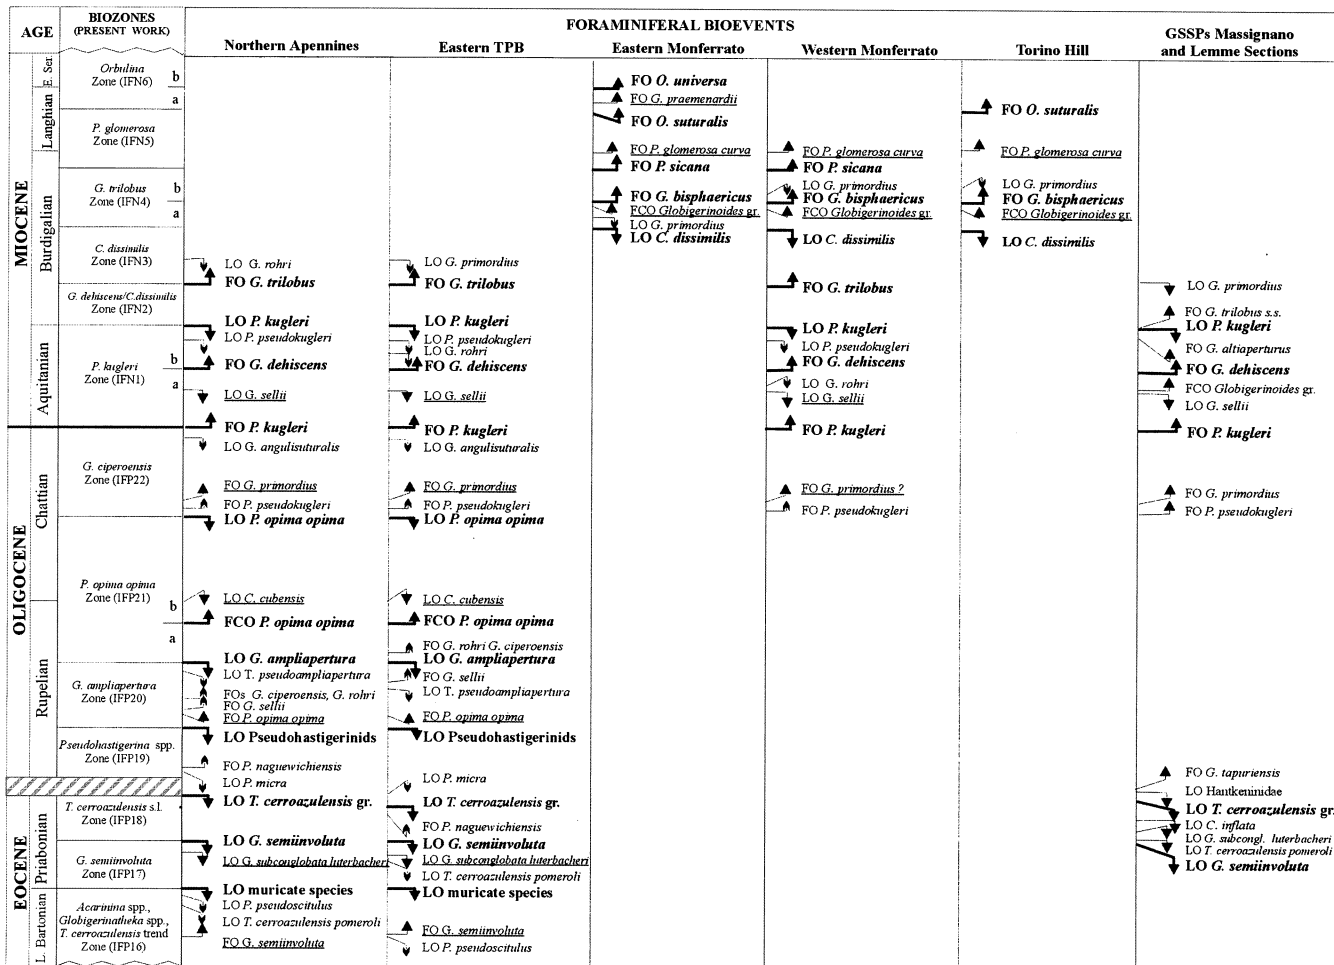 AGE
BIOZONES
(PRESENT WORK)
FORAMINIFERAL BIOEVENTS
Northern Apennines
Eastern TPB
Eastern Monferrato
Western Monferrato
Torino Hill
GSSPs Massignano
and Lemme Sections
MIOCENE
OLIGOCENE
EOCENE
E. Ser.
Langhian
Burdigalian
Aquitanian
Chattian
Rupelian
Priabonian
L. Bartonian
Orbulina
Zone (IFN6)
b
a
P. glomerosa
Zone (IFN5)
G. trilobus
Zone (IFN4)
b
a
C. dissimilis
Zone (IFN3)
G. dehiscens/C.dissimilis
Zone (IFN2)
P. kugleri
Zone (IFN1)
b
a
G. ciperoensis
Zone (IFP22)
P. opima opima
Zone (IFP21)
b
a
G. ampliapertura
Zone (IFP20)
Pseudohastigerina spp.
Zone (IFP19)
T. cerroazulensis s.l.
Zone (IFP18)
G. semiinvoluta
Zone (IFP17)
Acarinina spp.,
Globigerinatheka spp.,
T. cerroazulensis trend
Zone (IFP16)
LO G. rohri
FO G. trilobus
LO P. kugleri
LO P. pseudokugleri
FO G. dehiscens
LO G. sellii
FO P. kugleri
LO G. angulisuturalis
FO G. primordius
FO P. pseudokugleri
LO P. opima opima
LO C. cubensis
FCO P. opima opima
LO G. ampliapertura
LO T. pseudoampliapertura
FOs G. ciperoensis, G. rohri
FO G. sellii
FO P. opima opima
LO Pseudohastigerinids
FO P. naguewichiensis
LO P. micra
LO T. cerroazulensis gr.
LO G. semiinvoluta
LO G. subconglobata luterbacheri
LO muricate species
LO P. pseudoscitulus
LO T. cerroazulensis pomeroli
FO G. semiinvoluta
LO G. primordius
FO G. trilobus
LO P. kugleri
LO P. pseudokugleri
LO G. rohri
FO G. dehiscens
LO G. sellii
FO P. kugleri
LO G. angulisuturalis
FO G. primordius
FO P. pseudokugleri
LO P. opima opima
LO C. cubensis
FCO P. opima opima
FO G. rohri G. ciperoensis
LO G. ampliapertura
FO G. sellii
LO T. pseudoampliapertura
FO P. opima opima
LO Pseudohastigerinids
LO P. micra
LO T. cerroazulensis gr.
FO P. naguewichiensis
LO G. semiinvoluta
LO G. subconglobata luterbacheri
LO T. cerroazulensis pomeroli
LO muricate species
FO G. semiinvoluta
LO P. pseudoscitulus
FO O. universa
FO G. praemenardii
FO O. suturalis
FO P. glomerosa curva
FO P. sicana
FO G. bisphaericus
FCO Globigerinoides gr.
LO G. primordius
LO C. dissimilis
FO P. glomerosa curva
FO P. sicana
LO G. primordius
FO G. bisphaericus
FCO Globigerinoides gr.
LO C. dissimilis
FO G. trilobus
LO P. kugleri
LO P. pseudokugleri
FO G. dehiscens
LO G. rohri
LO G. sellii
FO P. kugleri
FO G. primordius ?
FO P. pseudokugleri
FO O. suturalis
FO P. glomerosa curva
LO G. primordius
FO G. bisphaericus
FCO Globigerinoides gr.
LO C. dissimilis
LO G. primordius
FO G. trilobus s.s.
LO P. kugleri
FO G. altiaperturus
FO G. dehiscens
FCO Globigerinoides gr.
LO G. sellii
FO P. kugleri
FO G. primordius
FO P. pseudokugleri
FO G. tapuriensis
LO Hantkeninidae
LO T. cerroazulensis gr.
LO C. inflata
LO G. subcongl. luterbacheri
LO T. cerroazulensis pomeroli
LO G. semiinvoluta